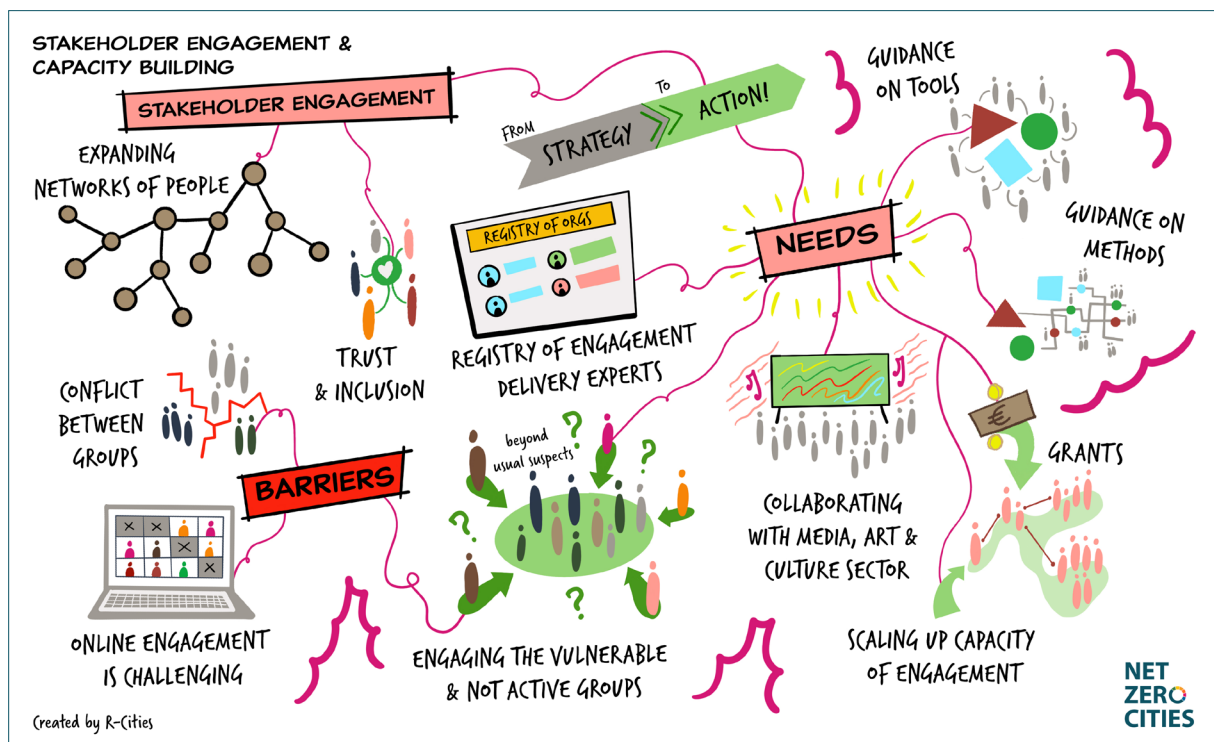 STAKEHOLDER ENGAGEMENT &
CAPACITY BUILDING
STAKEHOLDER ENGAGEMENT
EXPANDING
NETWORKS OF PEOPLE
TRUST
& INCLUSION
FROM
STRATEGY
TO
ACTION!
GUIDANCE
ON TOOLS
NEEDS
GUIDANCE ON
METHODS
REGISTRY OF ORGS
REGISTRY OF ENGAGEMENT
DELIVERY EXPERTS
CONFLICT
BETWEEN
GROUPS
BARRIERS
beyond
usual suspects
?
?
?
?
?
€
GRANTS
COLLABORATING
WITH MEDIA, ART &
CULTURE SECTOR
ONLINE ENGAGEMENT
IS CHALLENGING
ENGAGING THE VULNERABLE
& NOT ACTIVE GROUPS
SCALING UP CAPACITY
OF ENGAGEMENT
Created by R-Cities
NET
ZERO
CITIES